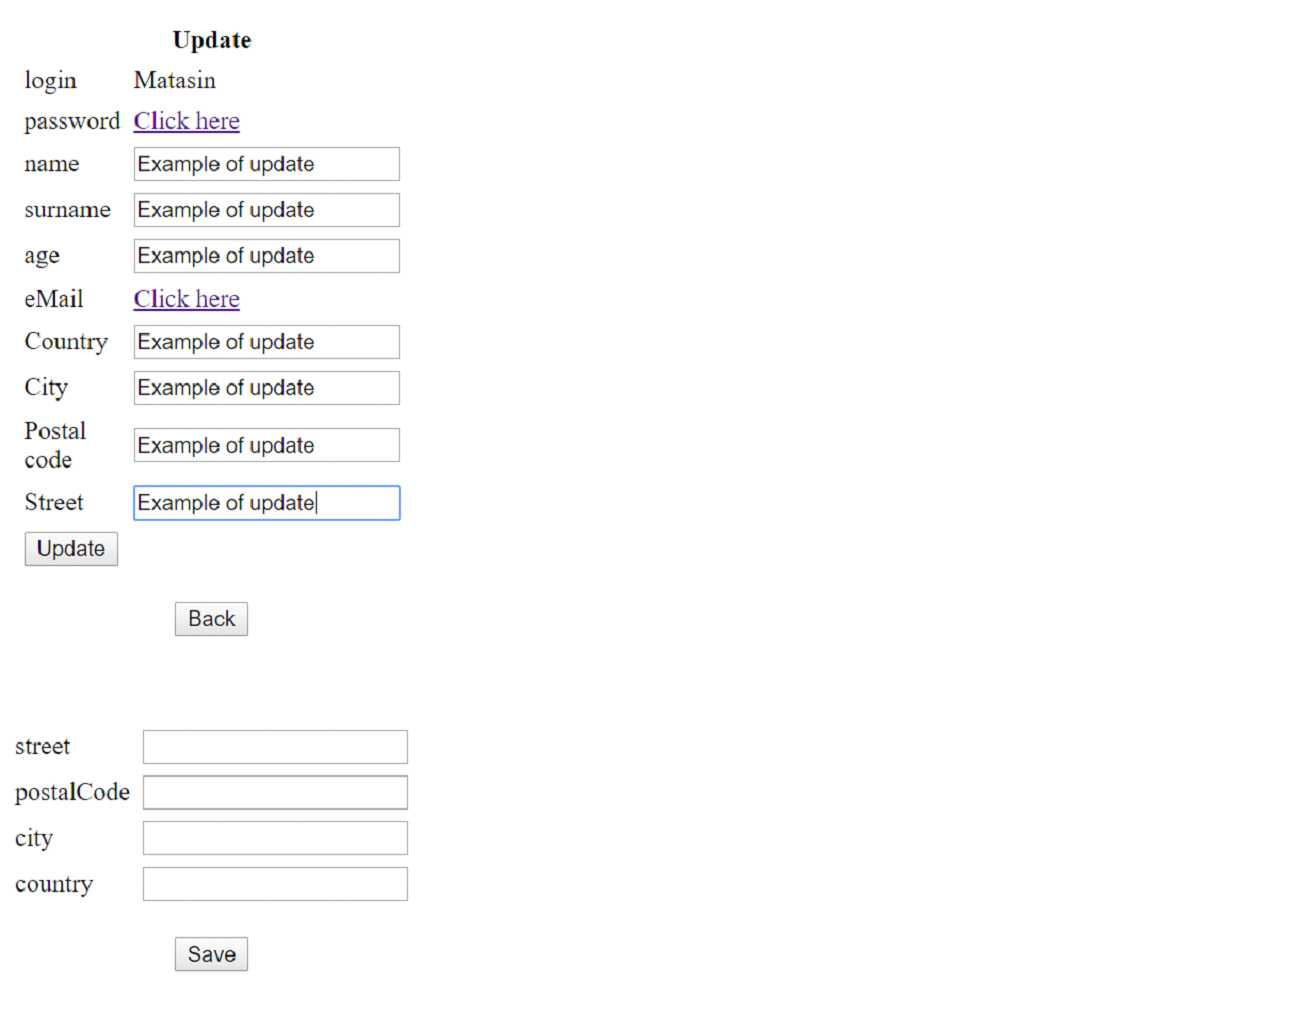 Update
login Matasin
password Click here
name Example of update
surname Example of update
age Example of update
eMail Click here
Country Example of update
City Example of update
Postal
code Example of update
Street Example of update
Update
Back
street
postalCode
city
country
Save